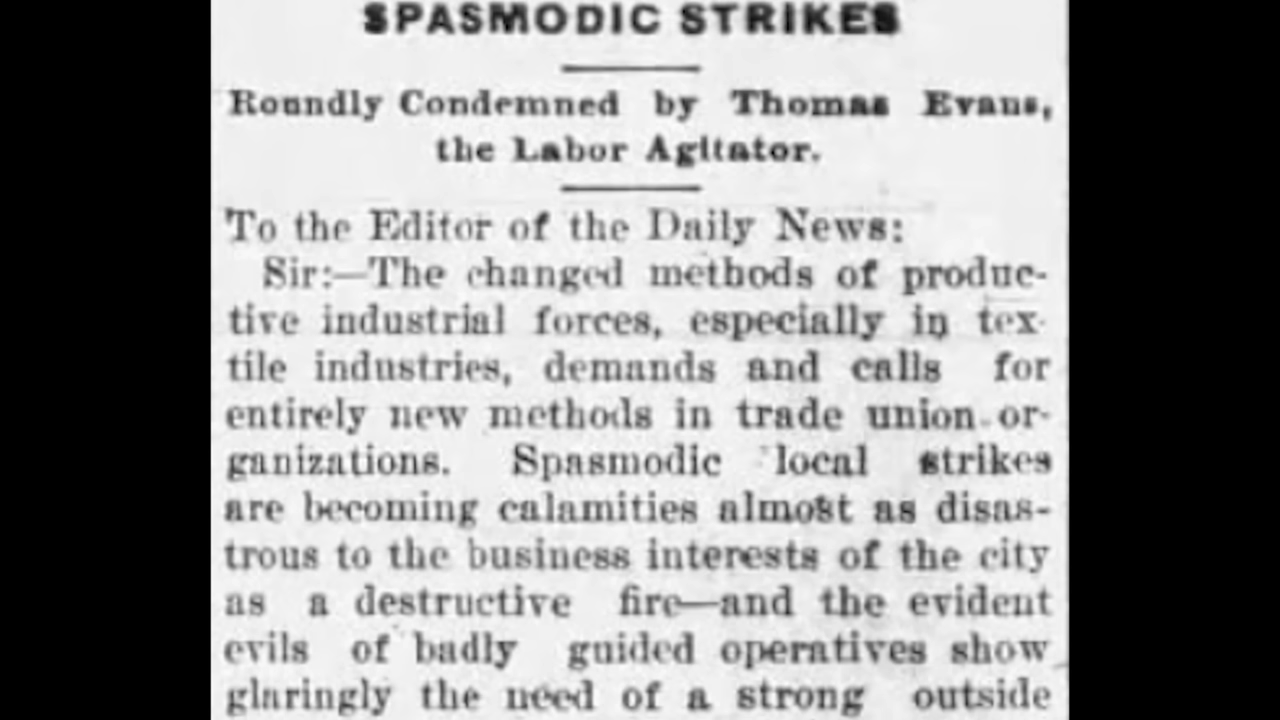 SPASMODIC STRIKES
Roundly Condemned by Thomas Evans,
the Labor Agitator.
To the Editor of the Daily News:
Sir:—The changed methods of produc-
tive industrial forces, especially in tex-
tile industries, demands and calls for
entirely new methods in trade union or-
ganizations. Spasmodic local strikes
are becoming calamities almost as disas-
trous to the business interests of the city
as a destructive fire—and the evident
evils of badly guided operatives show
glaringly the need of a strong outside